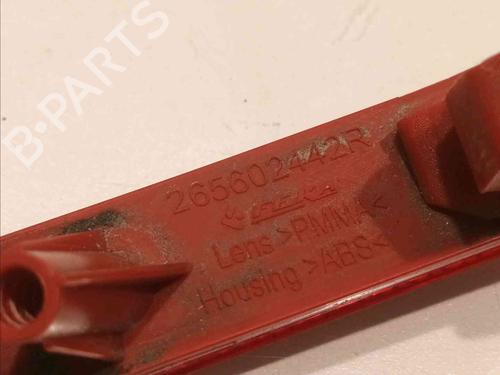 B-PARTS
265602442R
Lens >PMMA<
Housing >ABS<